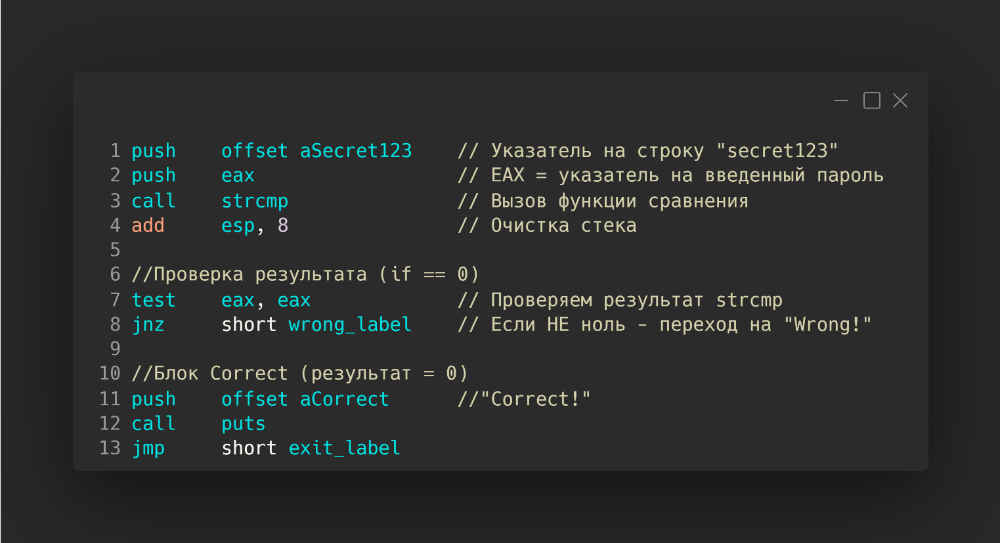 1 push    offset aSecret123    // Указатель на строку "secret123"
2 push    eax                  // EAX = указатель на введенный пароль
3 call    strcmp               // Вызов функции сравнения
4 add     esp, 8               // Очистка стека
5
6 //Проверка результата (if == 0)
7 test    eax, eax             // Проверяем результат strcmp
8 jnz     short wrong_label    // Если НЕ ноль - переход на "Wrong!"
9
10 //Блок Correct (результат = 0)
11 push    offset aCorrect      //"Correct!"
12 call    puts
13 jmp     short exit_label